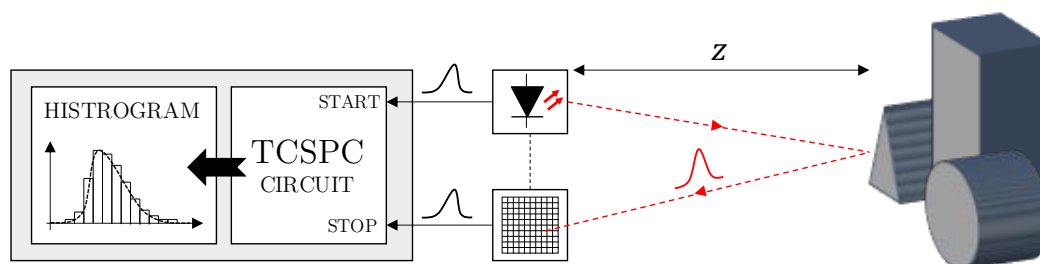 z
START
HISTROGRAM
TCSPC
CIRCUIT
STOP